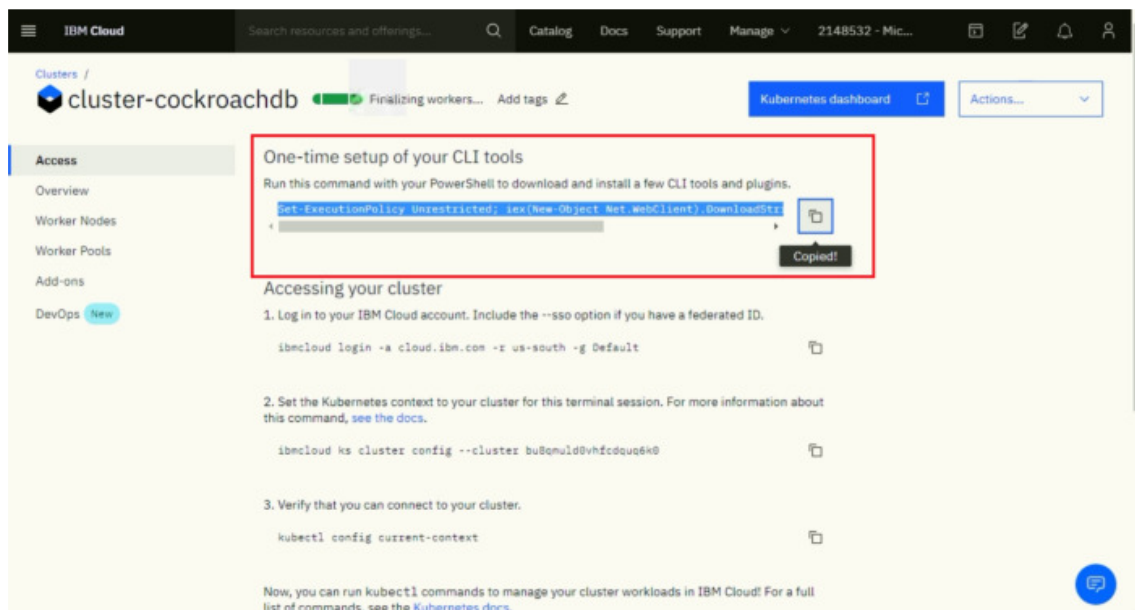 IBM Cloud
Search resources and offerings...
Catalog
Docs
Support
Manage
2148532 - Mic...
Clusters /
cluster-cockroachdb
Finalizing workers...
Add tags
Kubernetes dashboard
Actions...
Access
Overview
Worker Nodes
Worker Pools
Add-ons
DevOps
New
One-time setup of your CLI tools
Run this command with your PowerShell to download and install a few CLI tools and plugins.
Set-ExecutionPolicy Unrestricted; iex(New-Object Net.WebClient).DownloadStri
Copied!
Accessing your cluster
1. Log in to your IBM Cloud account. Include the --sso option if you have a federated ID.
ibmcloud login -a cloud.ibm.com -r us-south -g Default
2. Set the Kubernetes context to your cluster for this terminal session. For more information about
this command, see the docs.
ibmcloud ks cluster config --cluster
3. Verify that you can connect to your cluster.
kubectl config current-context
Now, you can run kubectl commands to manage your cluster workloads in IBM Cloud! For a full
list of commands, see the Kubernetes docs.